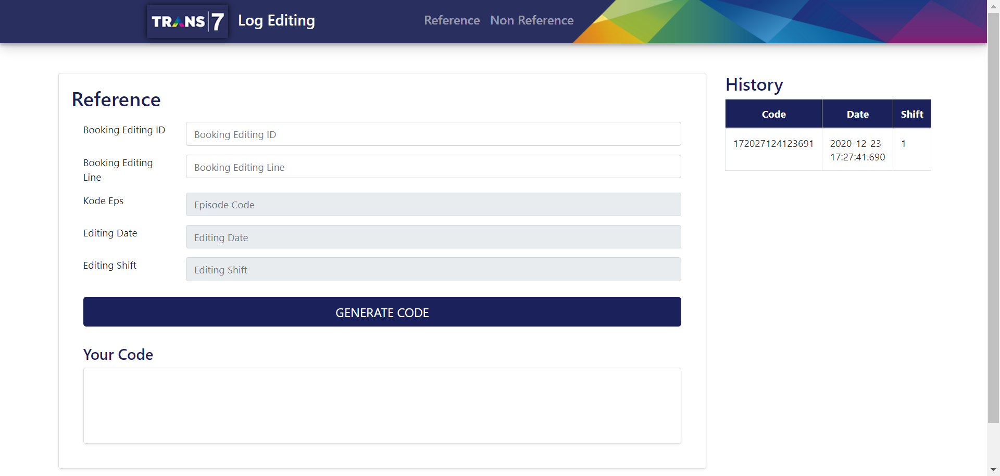 TRANS|7 Log Editing Reference Non Reference
Reference
Booking Editing ID Booking Editing ID
Booking Editing Line Booking Editing Line
Kode Eps Episode Code
Editing Date Editing Date
Editing Shift Editing Shift
GENERATE CODE
Your Code
History
Code Date Shift
172027124123691 2020-12-23 17:27:41.690 1